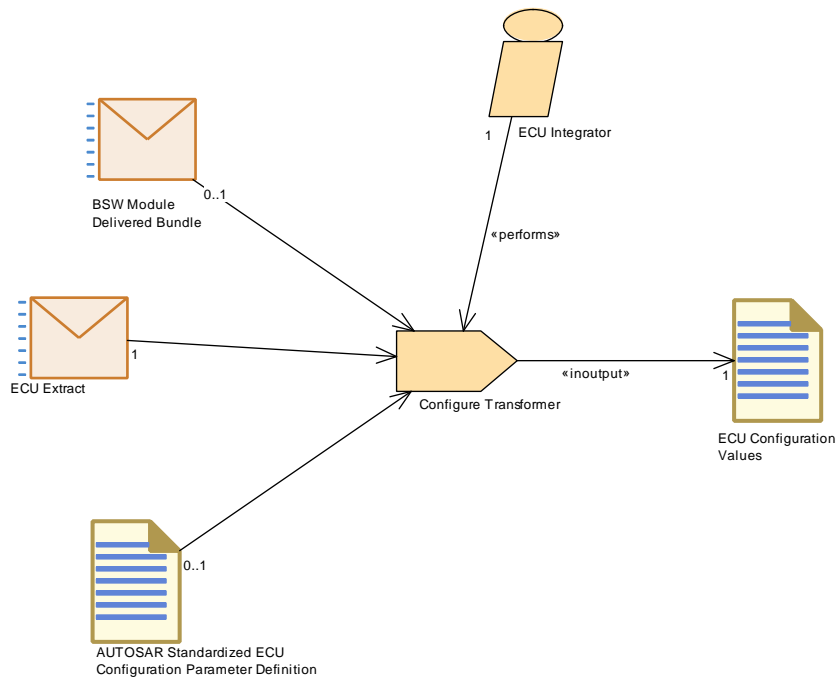 1
ECU Integrator
0..1
BSW Module
Delivered Bundle
«performs»
ECU Extract
1
Configure Transformer
«inoutput»
1
ECU Configuration
Values
0..1
AUTOSAR Standardized ECU
Configuration Parameter Definition